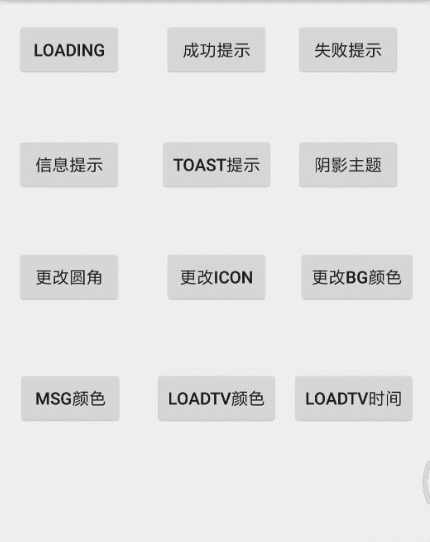 LOADING
成功提示
失败提示
信息提示
TOAST提示
阴影主题
更改圆角
更改ICON
更改BG颜色
MSG颜色
LOADTV颜色
LOADTV时间